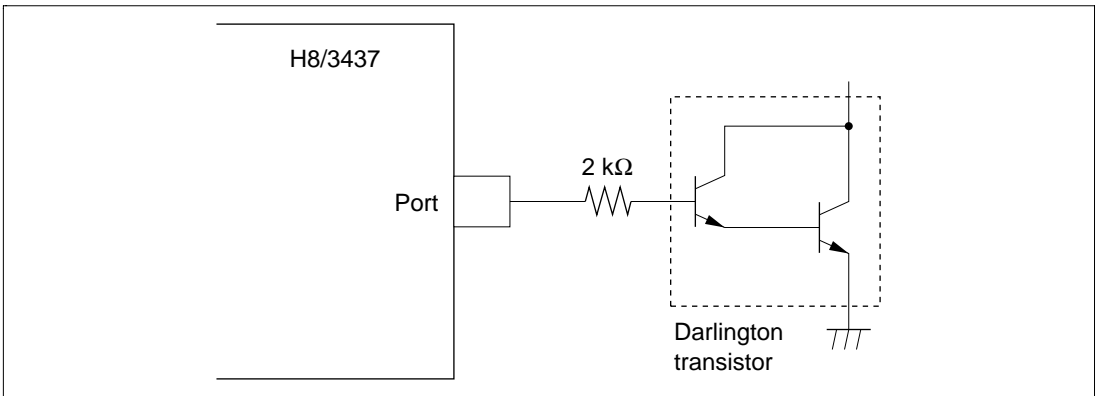 H8/3437
2 kΩ
Port
Darlington
transistor